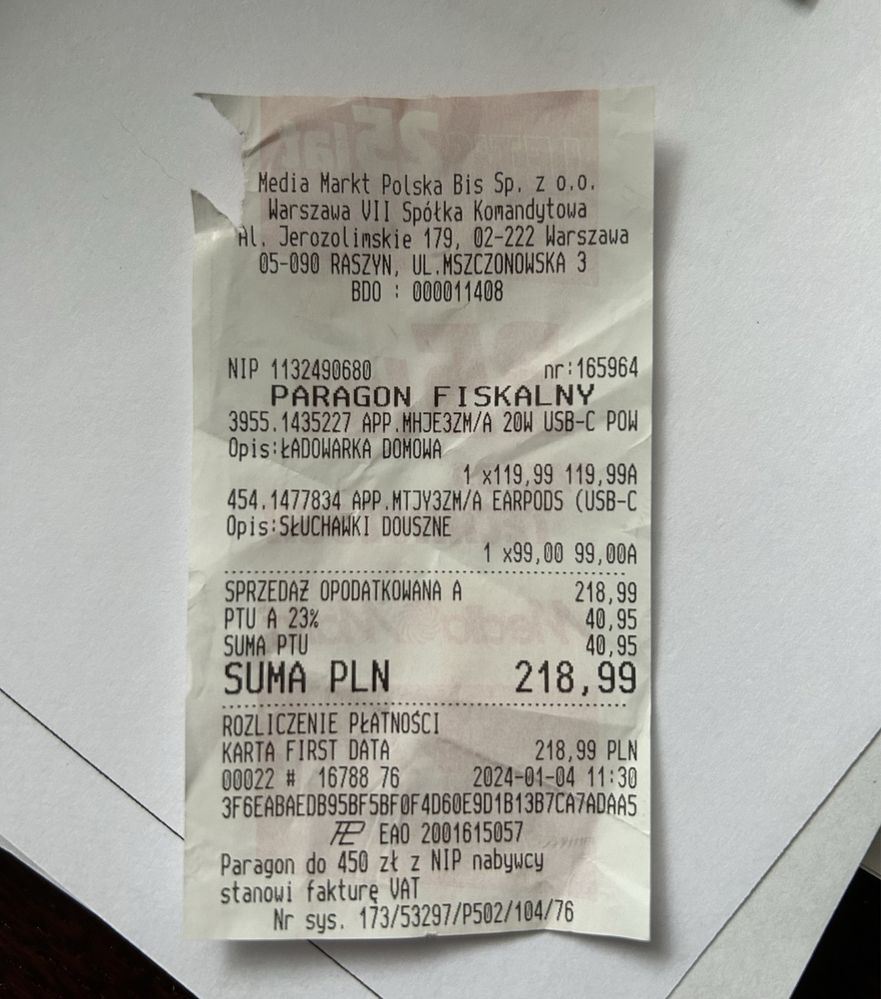 Media Markt Polska Bis Sp. z o.o.
Warszawa VII Spółka Komandytowa
Al. Jerozolimskie 179, 02-222 Warszawa
05-090 RASZYN, UL.MSZCZONOWSKA 3
BDO : 000011408
NIP 1132490680 nr:165964
PARAGON FISKALNY
3955.1435227 APP.MHJE3ZM/A 20W USB-C POW
Opis:ŁADOWARKA DOMOWA
1 x119,99 119,99A
454.1477834 APP.MTJY3ZM/A EARPODS (USB-C
Opis:SŁUCHAWKI DOUSZNE
1 x99,00 99,00A
SPRZEDAŻ OPODATKOWANA A 218,99
PTU A 23% 40,95
SUMA PTU 40,95
SUMA PLN 218,99
ROZLICZENIE PŁATNOŚCI
KARTA FIRST DATA 218,99 PLN
00022 # 16788 76 2024-01-04 11:30
3F6EABAEDB95BF5BF0F4D60E9D1B13B7CA7ADAA5
EAO 2001615057
Paragon do 450 zł z NIP nabywcy
stanowi fakturę VAT
Nr sys. 173/53297/P502/104/76